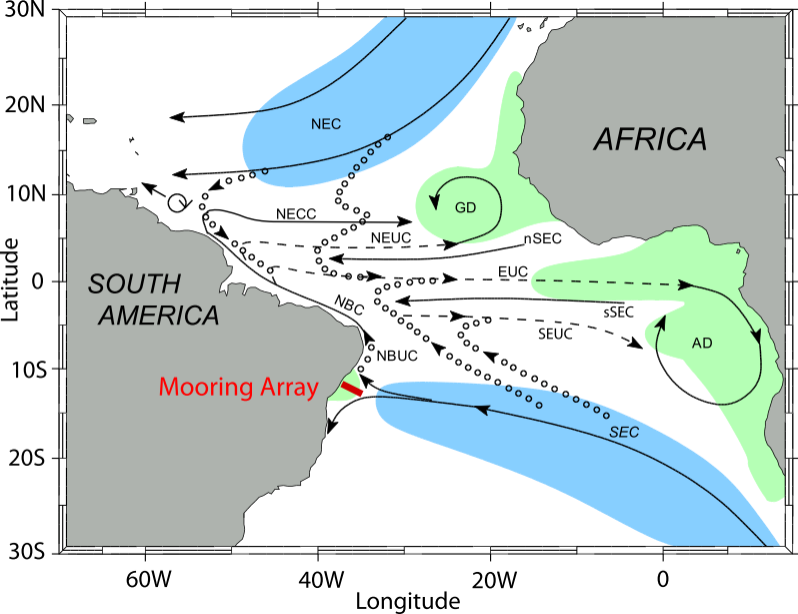 30N
20N
10N
0
10S
20S
30S
Latitude
60W
40W
20W
0
Longitude
NEC
AFRICA
GD
NECC
NEUC
nSEC
EUC
SOUTH
AMERICA
NBC
sSEC
SEUC
AD
NBUC
Mooring Array
SEC